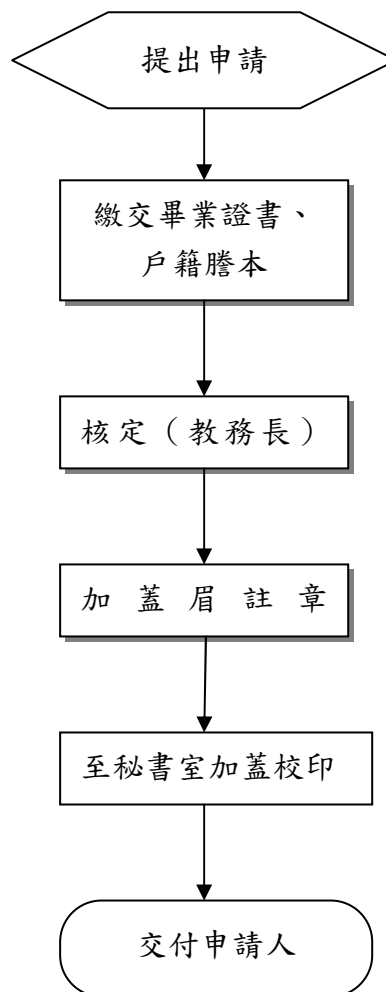 提出申請
繳交畢業證書、
戶籍謄本
核定（教務長）
加蓋眉註章
至秘書室加蓋校印
交付申請人